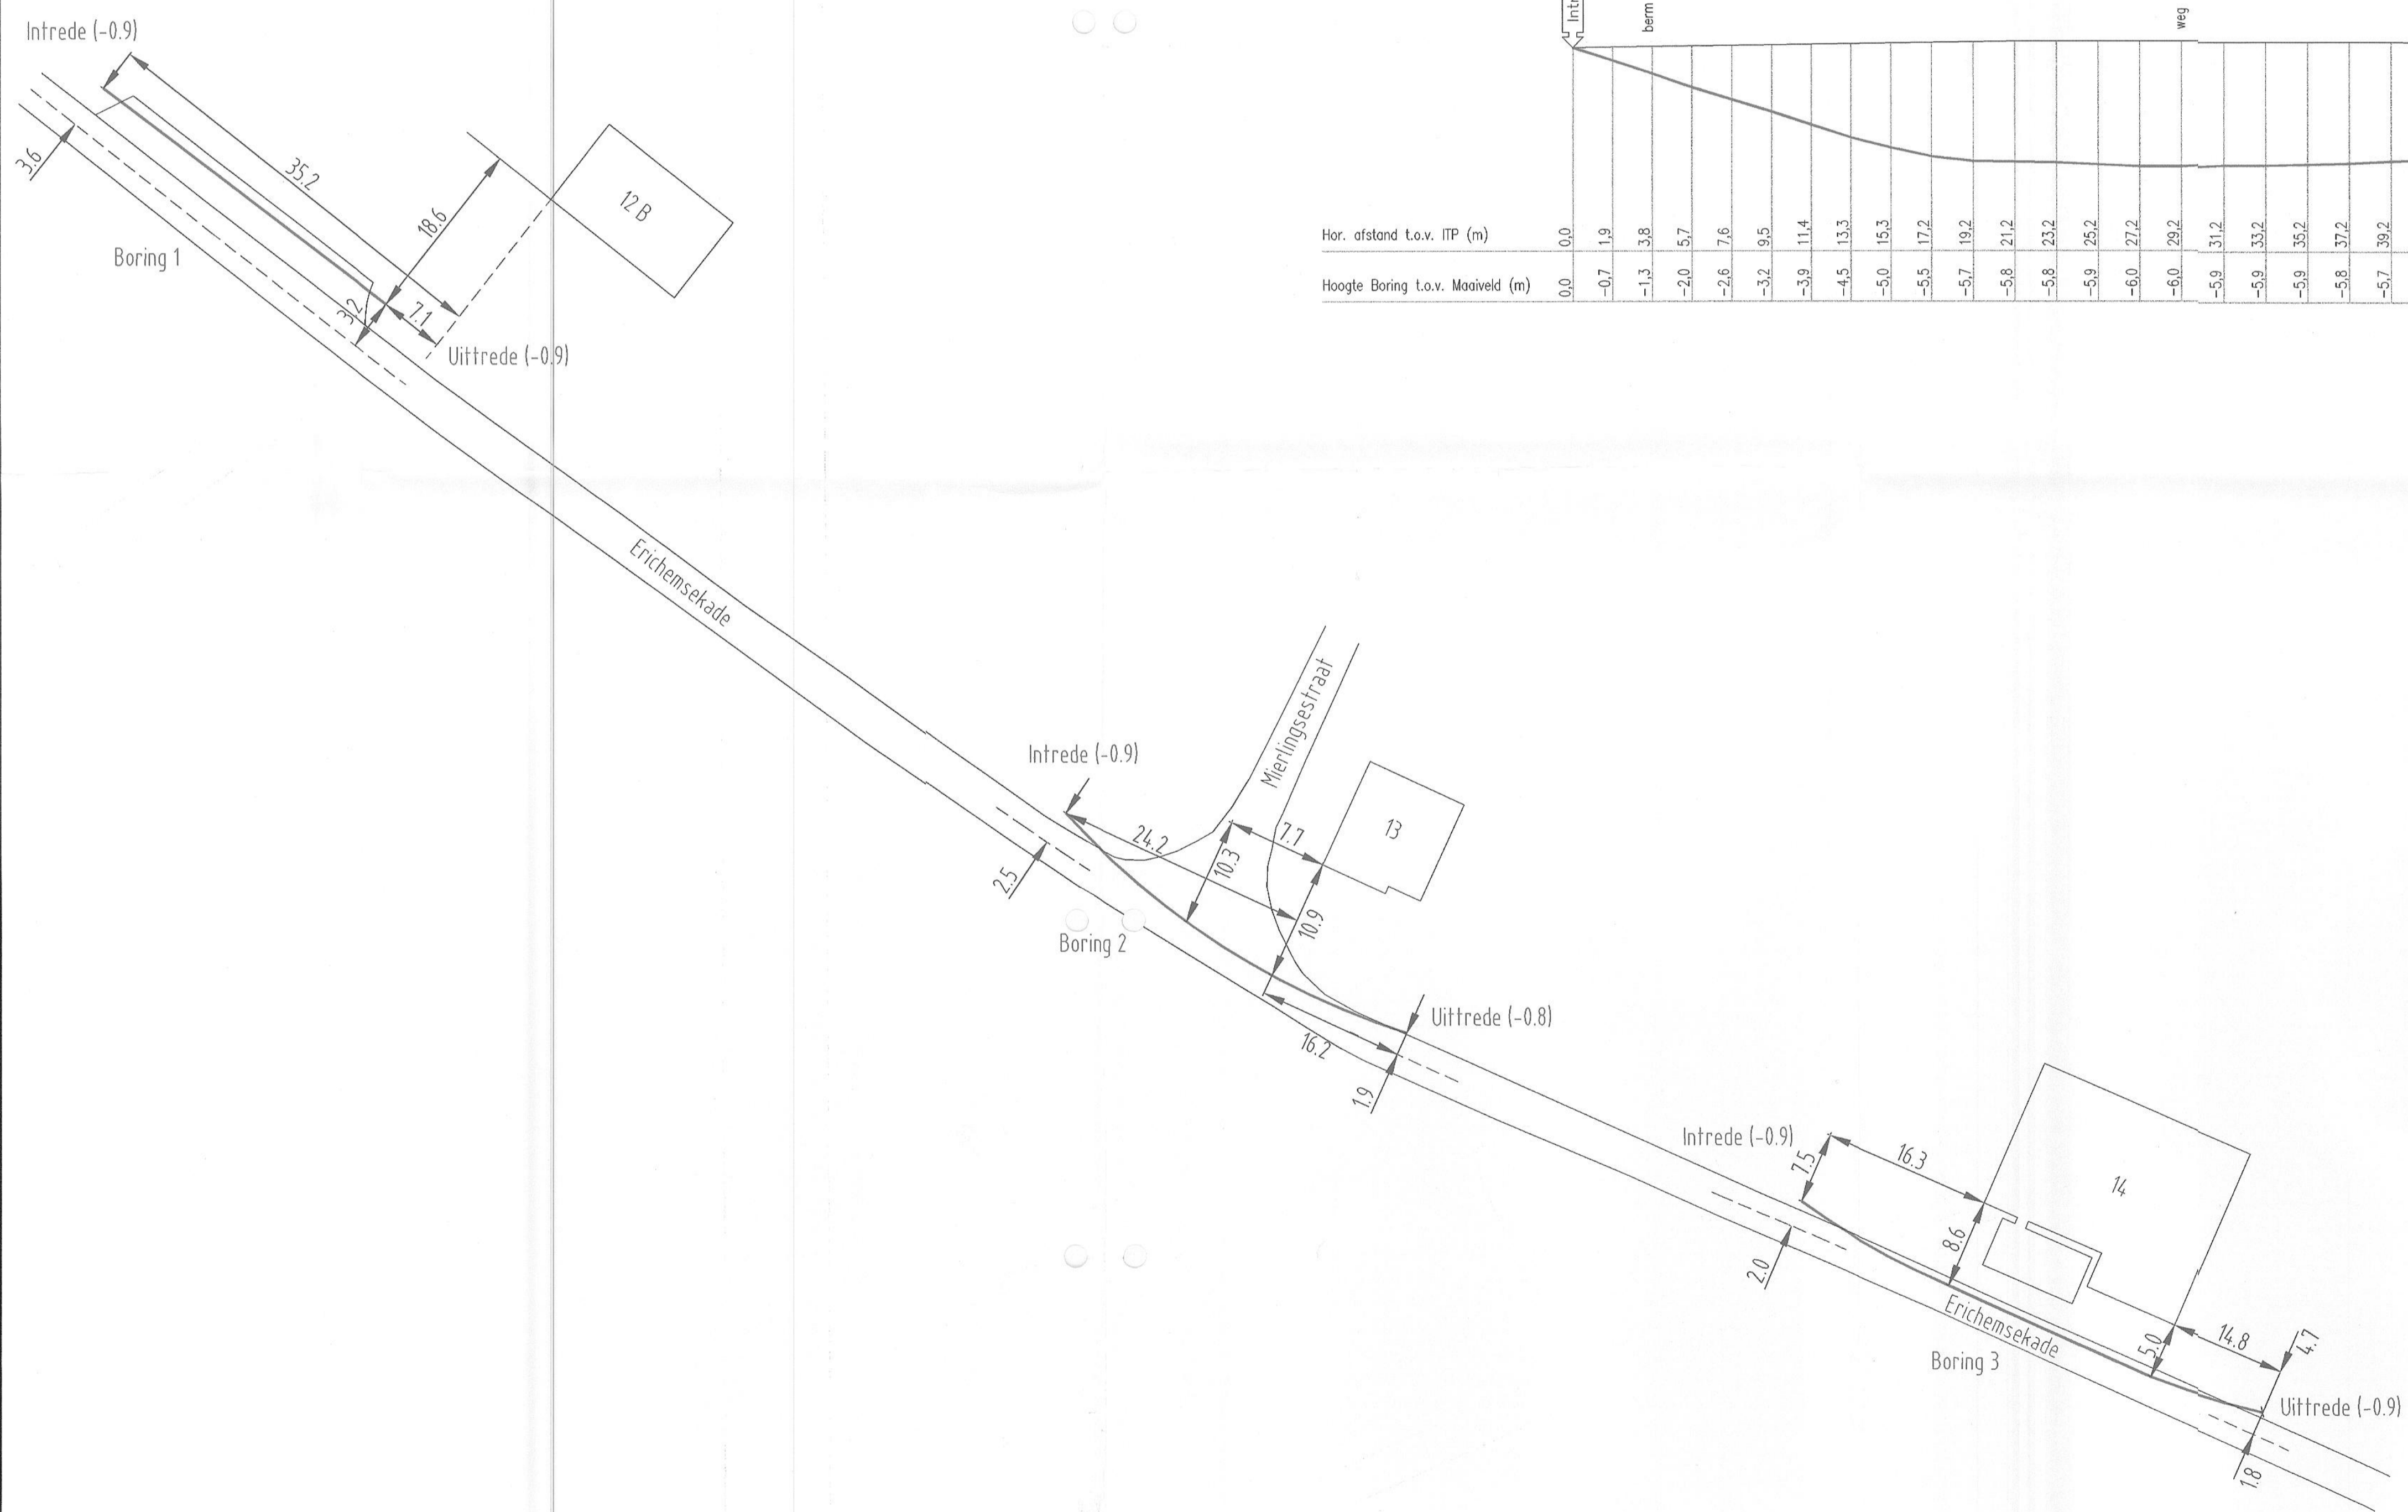 Intrede (-0.9)
3.6
35.2
18.6
12 B
Boring 1
3.2
7.1
Uittrede (-0.9)
berm
weg
Hor. afstand t.o.v. ITP (m) 0,0 1,9 3,8 5,7 7,6 9,5 11,4 13,3 15,3 17,2 19,2 21,2 23,2 25,2 27,2 29,2 31,2 33,2 35,2 37,2 39,2
Hoogte Boring t.o.v. Maaiveld (m) 0,0 -0,7 -1,3 -2,0 -2,6 -3,2 -3,9 -4,5 -5,0 -5,5 -5,7 -5,8 -5,8 -5,9 -6,0 -6,0 -5,9 -5,9 -5,9 -5,8 -5,7
Erichemsekade
Mierlingsestraat
Intrede (-0.9)
24.2
7.7
13
10.3
2.5
10.9
Boring 2
Uittrede (-0.8)
16.2
1.9
Intrede (-0.9)
7.5
16.3
14
8.6
2.0
Erichemsekade
Boring 3
5.0
14.8
4.7
Uittrede (-0.9)
1.8